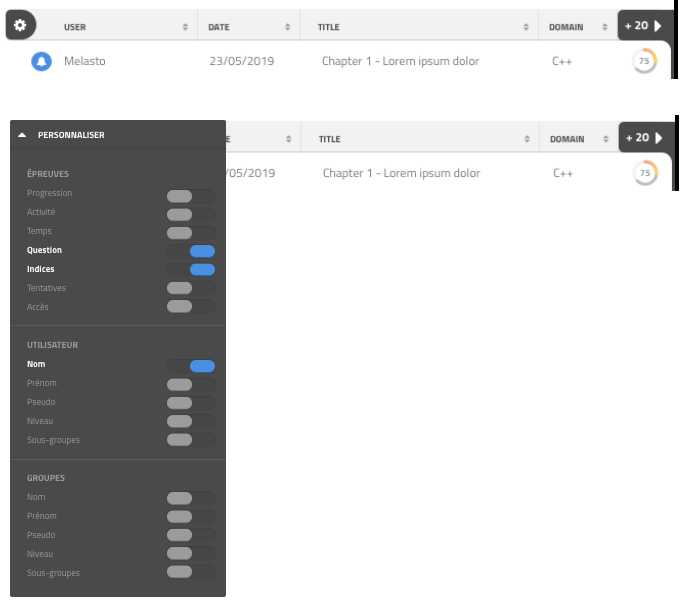 USER DATE TITLE DOMAIN + 20
Melasto 23/05/2019 Chapter 1 - Lorem ipsum dolor C++ 75
PERSONNALISER E TITLE DOMAIN + 20
/05/2019 Chapter 1 - Lorem ipsum dolor C++ 75
ÉPREUVES
Progression
Activité
Temps
Question
Indices
Tentatives
Accès
UTILISATEUR
Nom
Prénom
Pseudo
Niveau
Sous-groupes
GROUPES
Nom
Prénom
Pseudo
Niveau
Sous-groupes